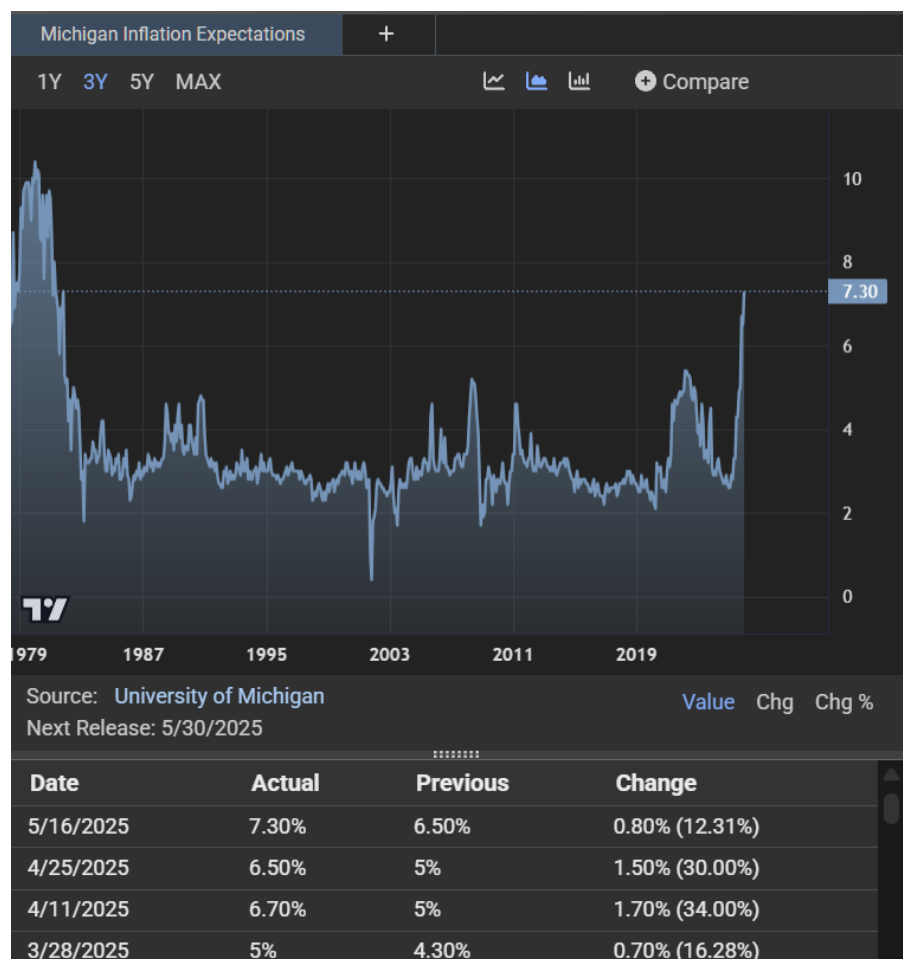 Michigan Inflation Expectations +
1Y 3Y 5Y MAX Compare
10
8
7.30
6
4
2
0
1979 1987 1995 2003 2011 2019
Source: University of Michigan
Value Chg Chg %
Next Release: 5/30/2025
Date Actual Previous Change
5/16/2025 7.30% 6.50% 0.80% (12.31%)
4/25/2025 6.50% 5% 1.50% (30.00%)
4/11/2025 6.70% 5% 1.70% (34.00%)
3/28/2025 5% 4.30% 0.70% (16.28%)